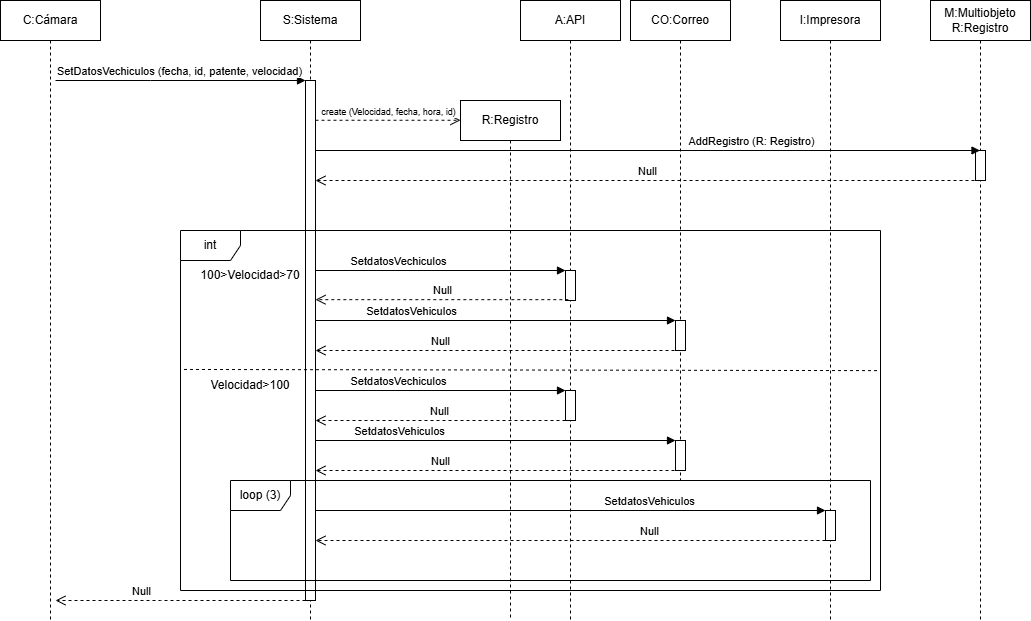 C:Cámara
S:Sistema
A:API
CO:Correo
I:Impresora
M:Multiobjeto
R:Registro
SetDatosVechiculos (fecha, id, patente, velocidad)
create (Velocidad, fecha, hora, id)
R:Registro
AddRegistro (R: Registro)
Null
int
100>Velocidad>70
SetdatosVechiculos
Null
SetdatosVehiculos
Null
Velocidad>100
SetdatosVechiculos
Null
SetdatosVehiculos
Null
loop (3)
SetdatosVehiculos
Null
Null